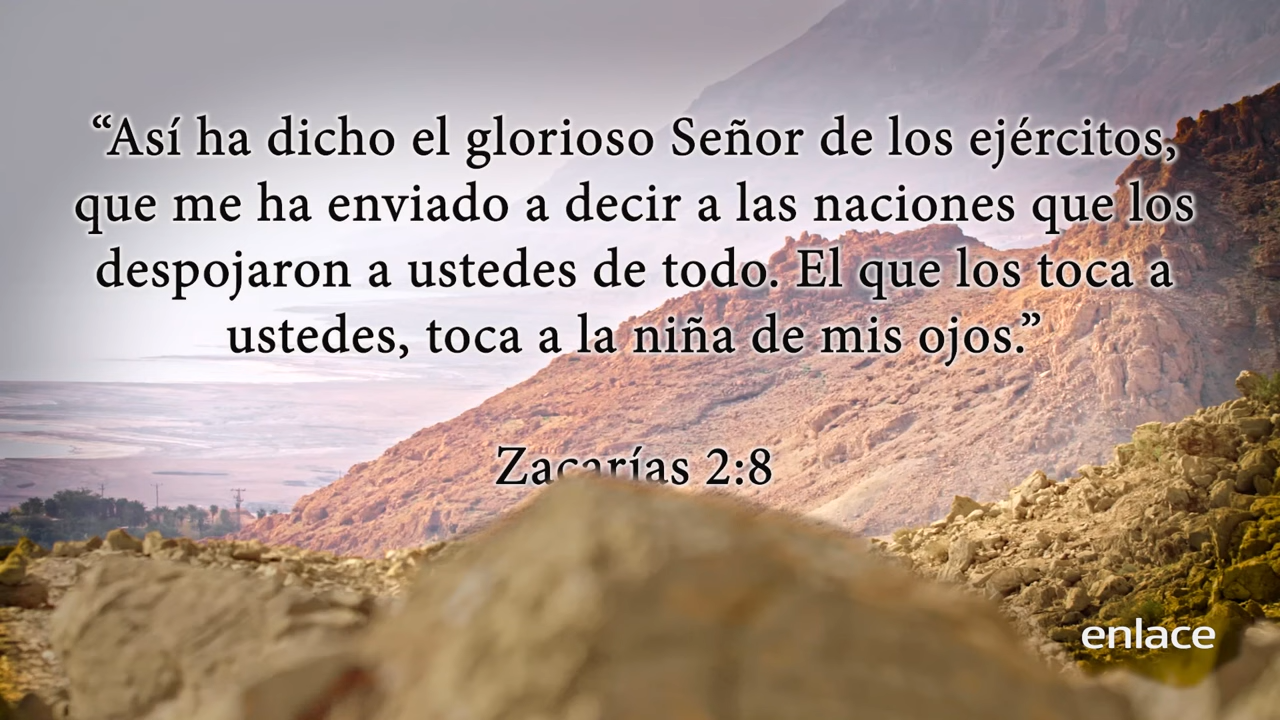 “Así ha dicho el glorioso Señor de los ejércitos,
que me ha enviado a decir a las naciones que los
despojaron a ustedes de todo. El que los toca a
ustedes, toca a la niña de mis ojos.”
Zacarías 2:8
enlace